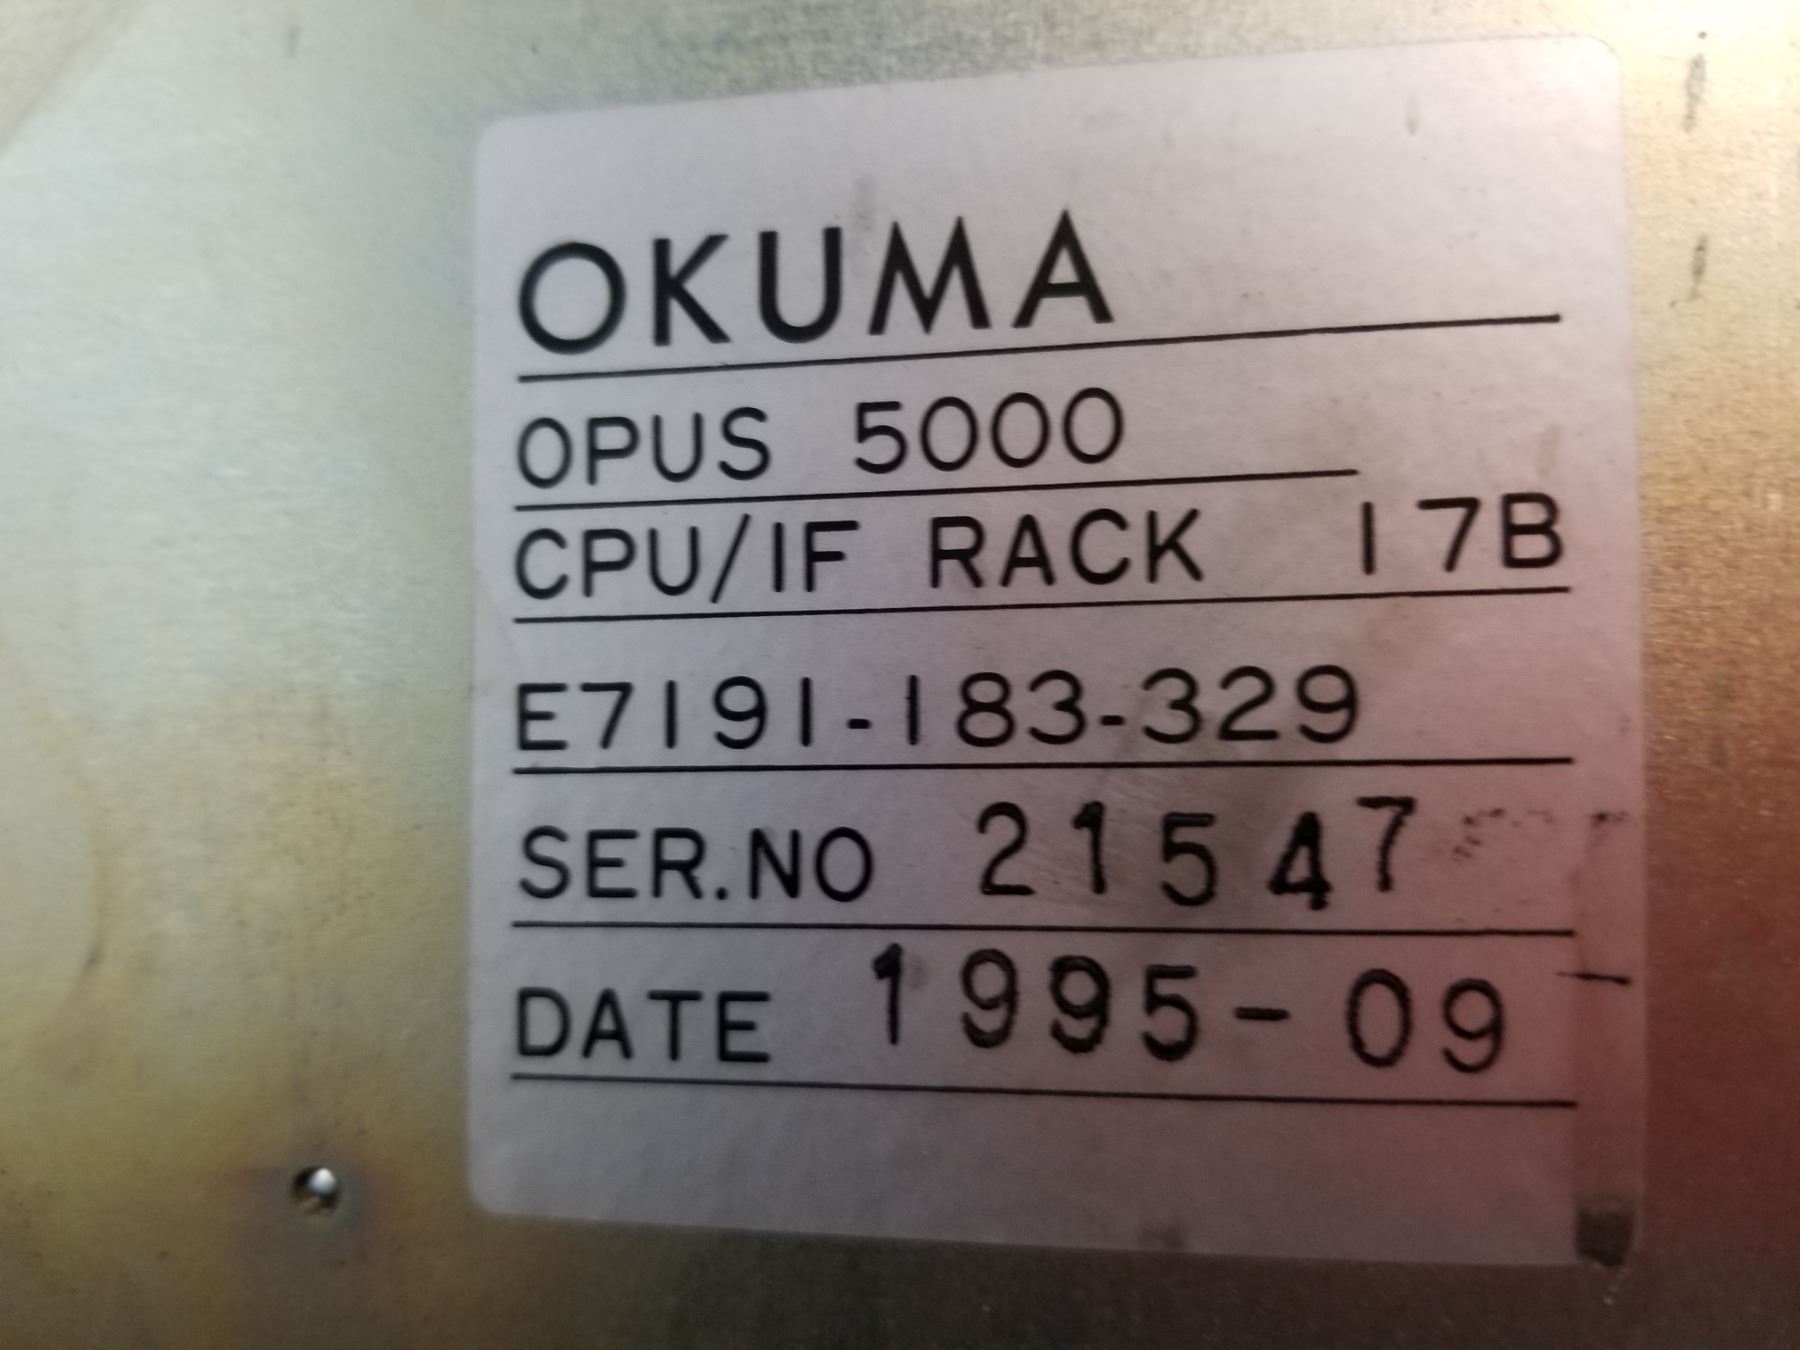 OKUMA
OPUS 5000
CPU/IF RACK 17B
E7191-183-329
SER.NO 21547
DATE 1995-09